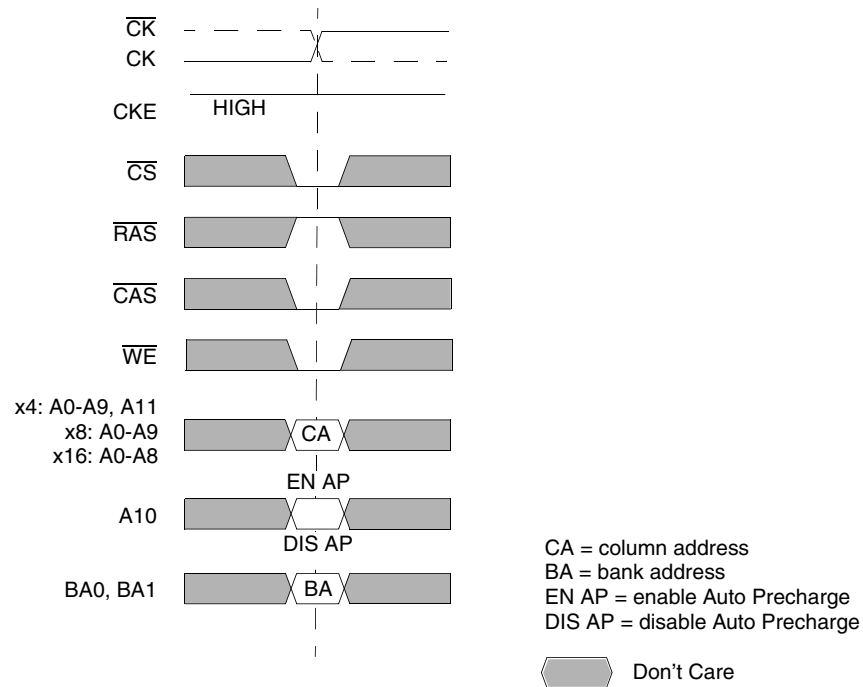 CK
CK
CKE HIGH
CS
RAS
CAS
WE
x4: A0-A9, A11
x8: A0-A9
x16: A0-A8
CA
EN AP
A10
DIS AP
BA0, BA1 BA
CA = column address
BA = bank address
EN AP = enable Auto Precharge
DIS AP = disable Auto Precharge
Don't Care